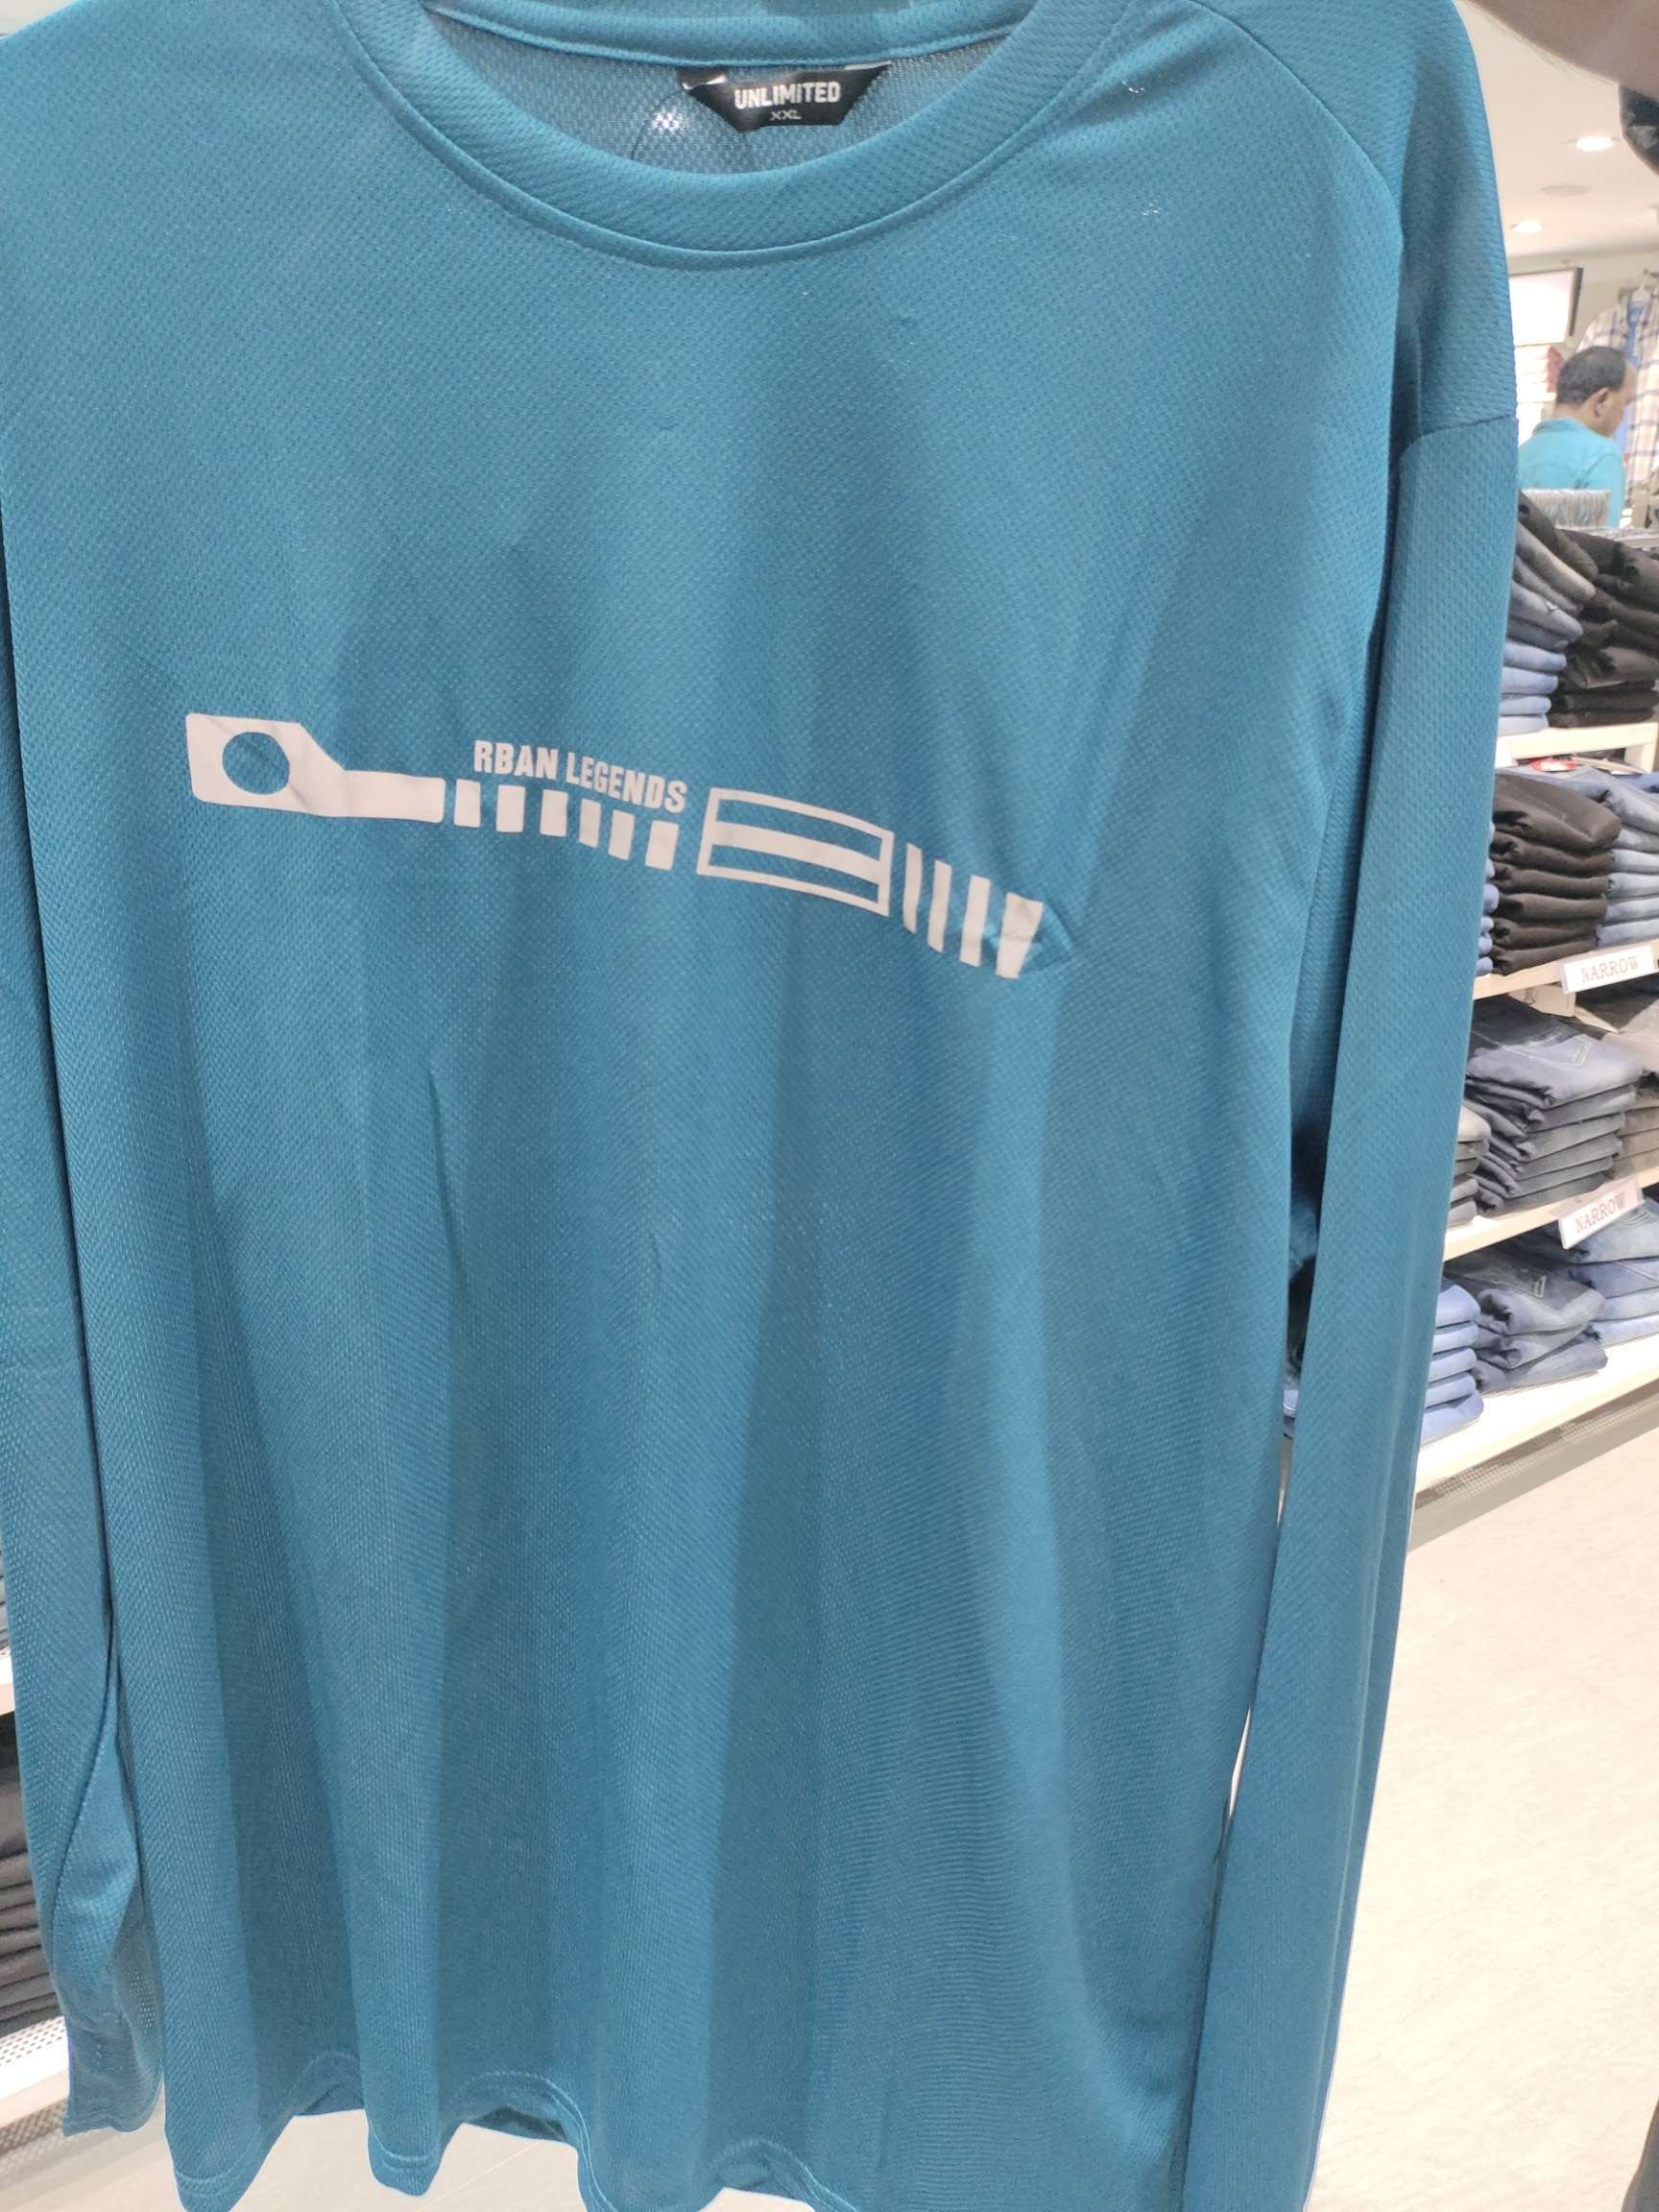 UNLIMITED
XXL
RBAN LEGENDS
NARROW
NARROW